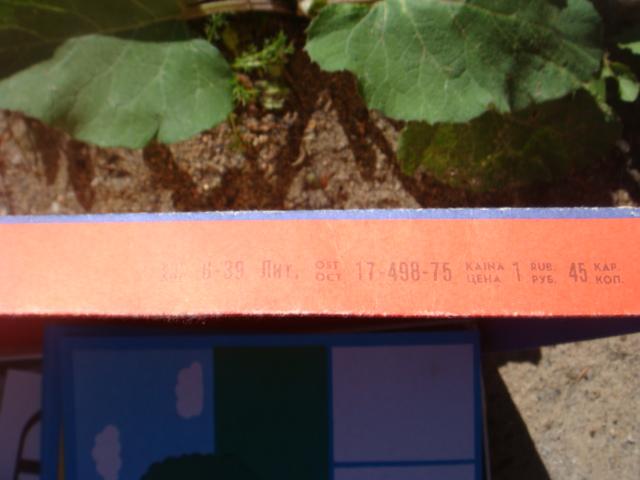 6-39 Лит. OST ОСТ 17-498-75 KAINA ЦЕНА 1 RUB. РУБ. 45 KAP. КОП.